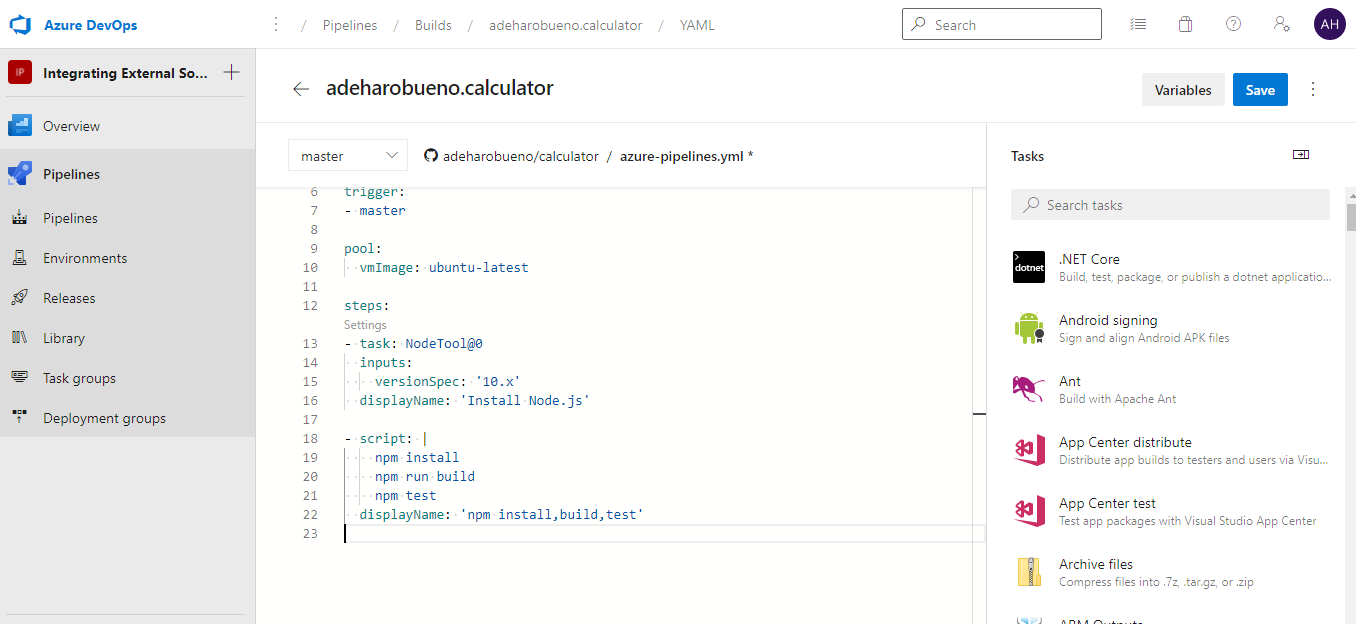 Azure DevOps
/ Pipelines / Builds / adeharobueno.calculator / YAML
Search
AH
IP
Integrating External So...
Overview
Pipelines
Pipelines
Environments
Releases
Library
Task groups
Deployment groups
adeharobueno.calculator
Variables
Save
master
adeharobueno/calculator / azure-pipelines.yml *
6 trigger:
7 - master
8
9 pool:
10 vmImage: ubuntu-latest
11
12 steps:
Settings
13 - task: NodeTool@0
14 inputs:
15 versionSpec: '10.x'
16 displayName: 'Install Node.js'
17
18 - script: |
19 npm install
20 npm run build
21 npm test
22 displayName: 'npm install,build,test'
23
Tasks
Search tasks
dotnet
.NET Core
Build, test, package, or publish a dotnet applicatio...
Android signing
Sign and align Android APK files
Ant
Build with Apache Ant
App Center distribute
Distribute app builds to testers and users via Visu...
App Center test
Test app packages with Visual Studio App Center
Archive files
Compress files into .7z, .tar.gz, or .zip
ARM Outputs